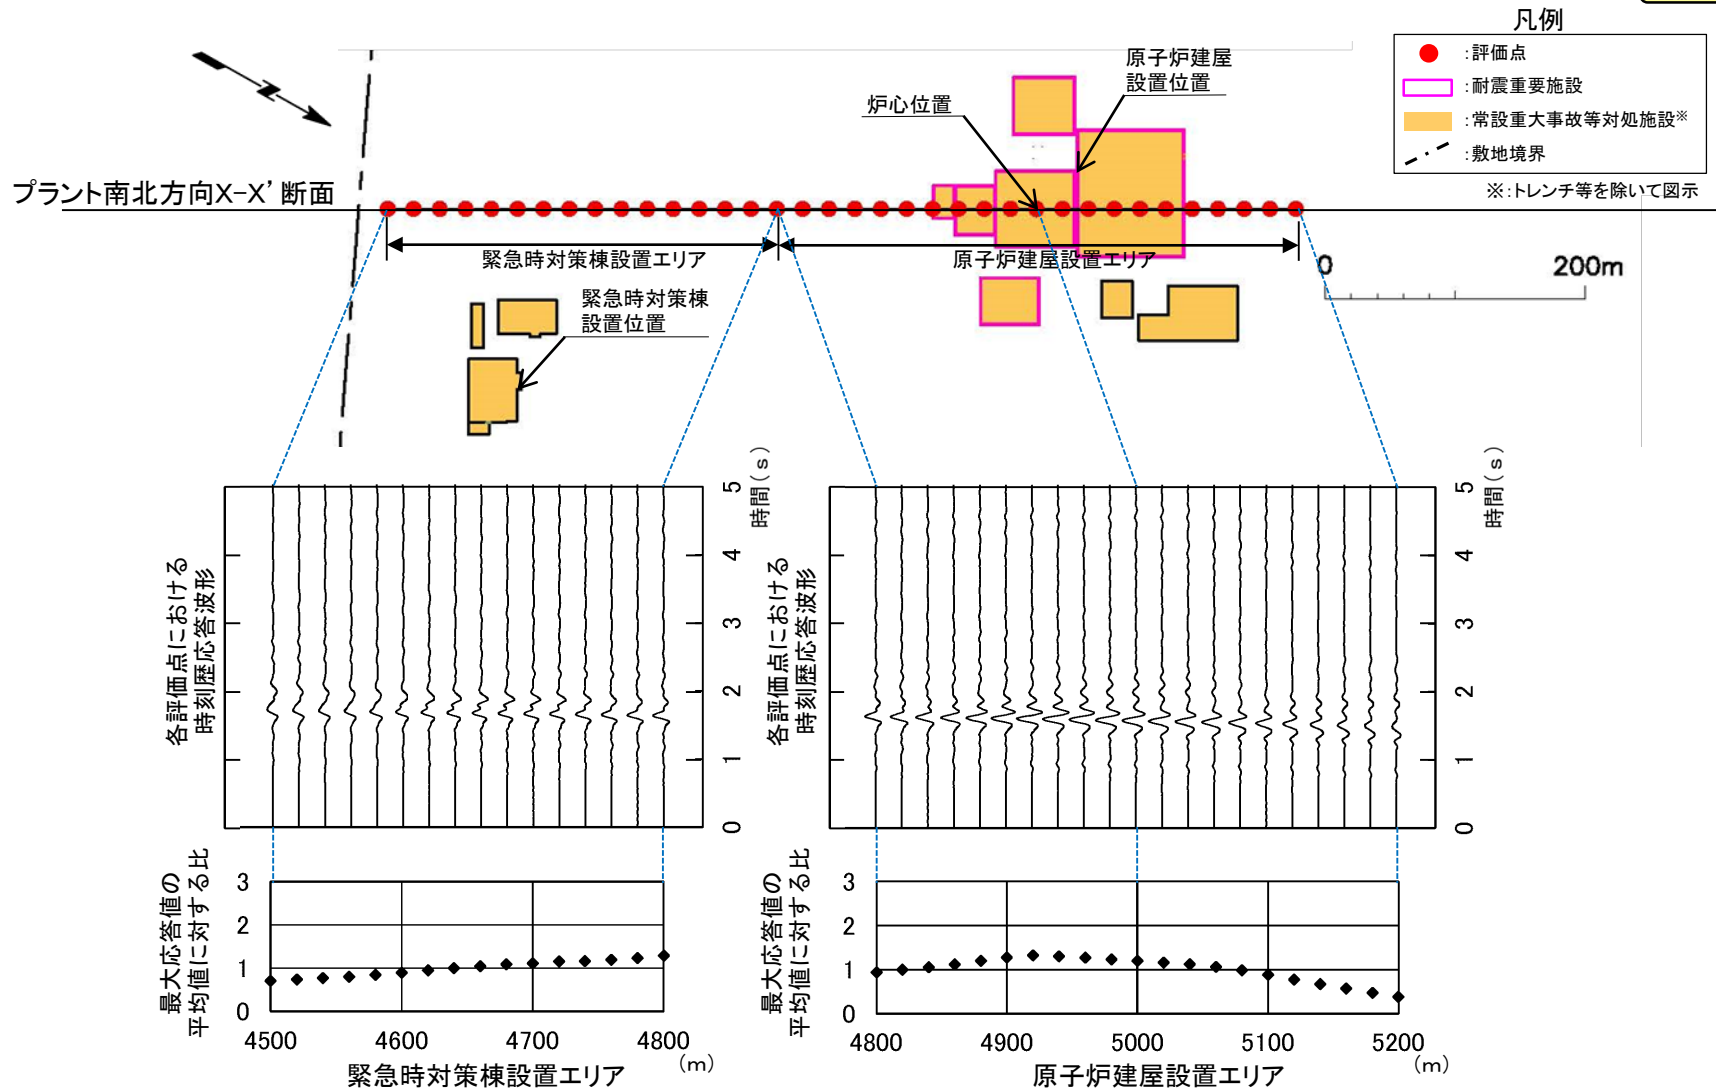 凡例
:評価点
:耐震重要施設
:常設重大事故等対処施設※
:敷地境界
※:トレンチ等を除いて図示
原子炉建屋
設置位置
炉心位置
プラント南北方向X-X’断面
緊急時対策棟設置エリア
原子炉建屋設置エリア
0
200m
緊急時対策棟
設置位置
各評価点における
時刻歴応答波形
0
1
2
3
4
5
時間(s)
各評価点における
時刻歴応答波形
0
1
2
3
4
5
時間(s)
最大応答値の
平均値に対する比
3
2
1
0
4500
4600
4700
4800
(m)
緊急時対策棟設置エリア
最大応答値の
平均値に対する比
3
2
1
0
4800
4900
5000
5100
5200
(m)
原子炉建屋設置エリア